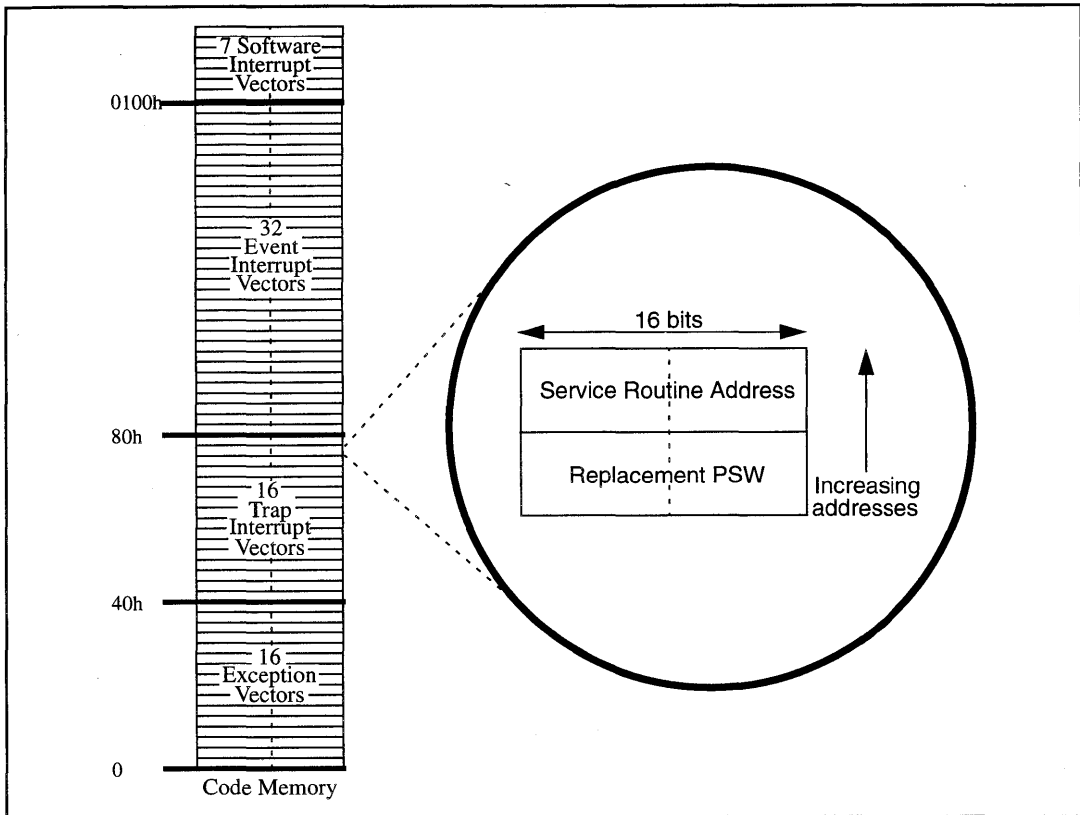 7 Software
Interrupt
Vectors
0100h
32
Event
Interrupt
Vectors
80h
16
Trap
Interrupt
Vectors
40h
16
Exception
Vectors
0
Code Memory
16 bits
Service Routine Address
Replacement PSW
Increasing
addresses